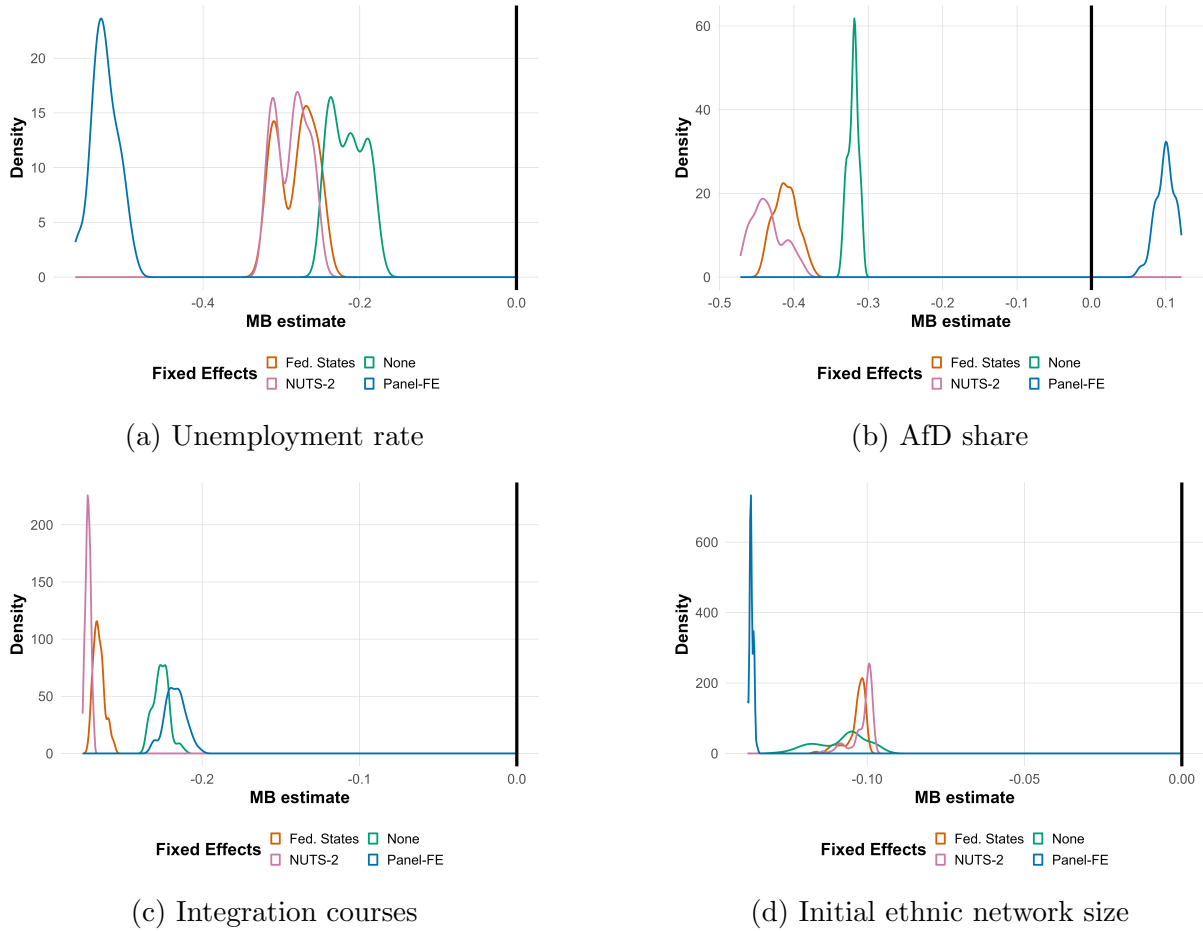 20
15
10
5
0
Density
-0.4
-0.2
0.0
MB estimate
Fixed Effects
Fed. States
None
NUTS-2
Panel-FE
(a) Unemployment rate
60
40
20
0
Density
-0.5
-0.4
-0.3
-0.2
-0.1
0.0
0.1
MB estimate
Fixed Effects
Fed. States
None
NUTS-2
Panel-FE
(b) AfD share
200
150
100
50
0
Density
-0.2
-0.1
0.0
MB estimate
Fixed Effects
Fed. States
None
NUTS-2
Panel-FE
(c) Integration courses
600
400
200
0
Density
-0.10
-0.05
0.00
MB estimate
Fixed Effects
Fed. States
None
NUTS-2
Panel-FE
(d) Initial ethnic network size